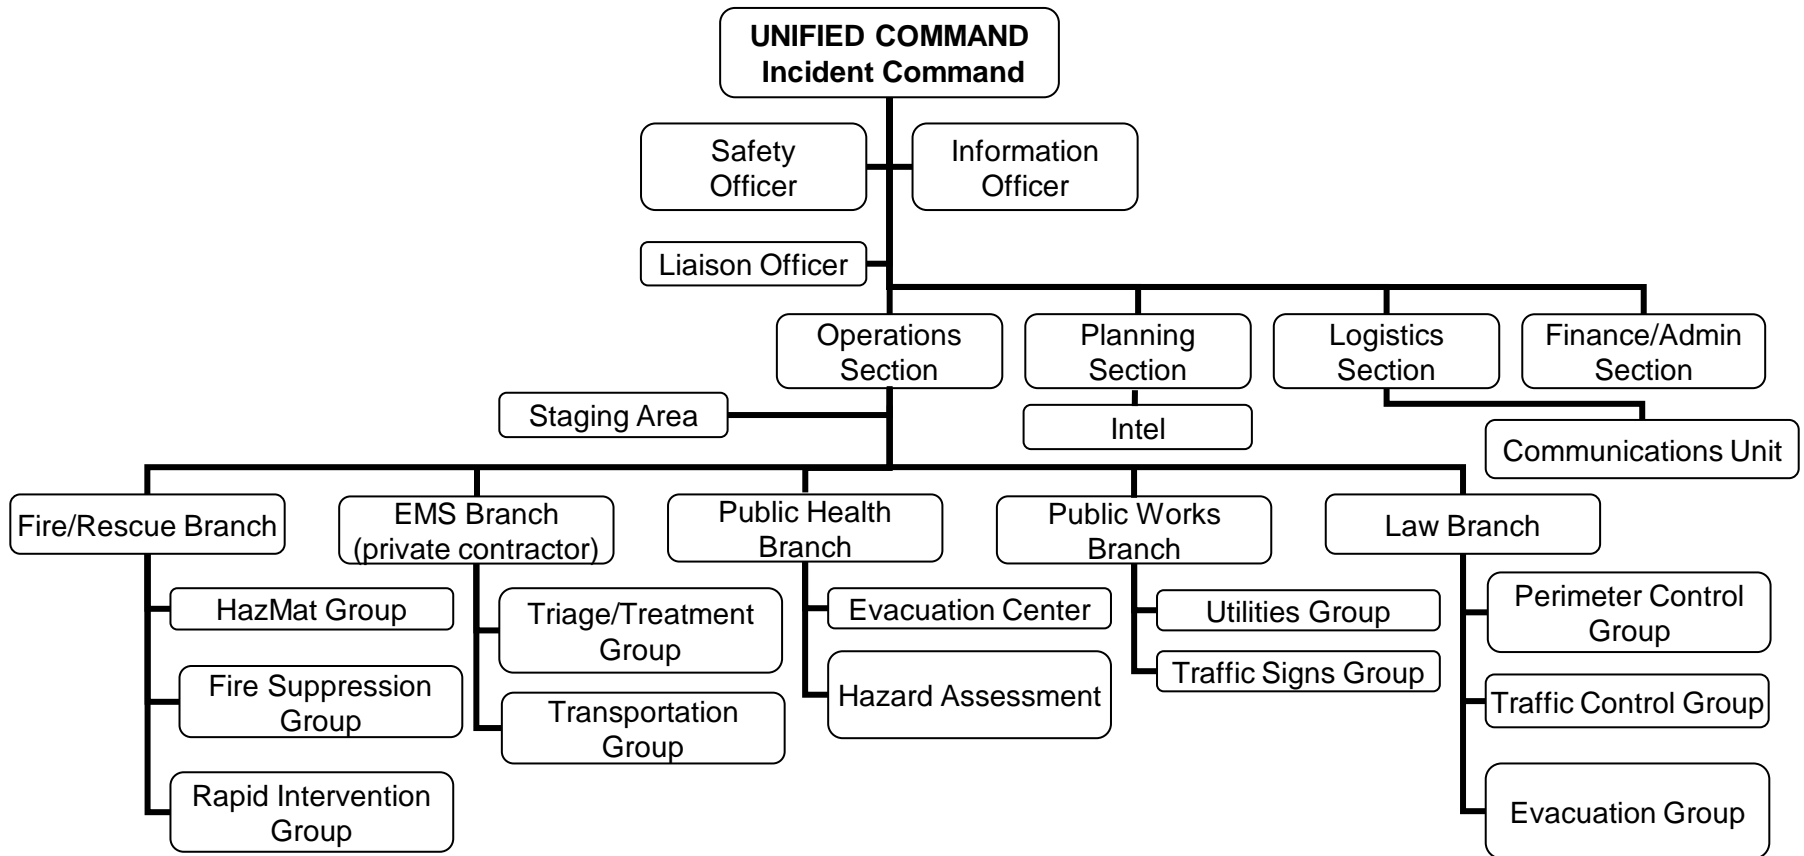 UNIFIED COMMAND
Incident Command
Safety
Officer
Information
Officer
Liaison Officer
Operations
Section
Planning
Section
Logistics
Section
Finance/Admin
Section
Staging Area
Intel
Communications Unit
Fire/Rescue Branch
EMS Branch
(private contractor)
Public Health
Branch
Public Works
Branch
Law Branch
HazMat Group
Fire Suppression
Group
Rapid Intervention
Group
Triage/Treatment
Group
Transportation
Group
Evacuation Center
Hazard Assessment
Utilities Group
Traffic Signs Group
Perimeter Control
Group
Traffic Control Group
Evacuation Group